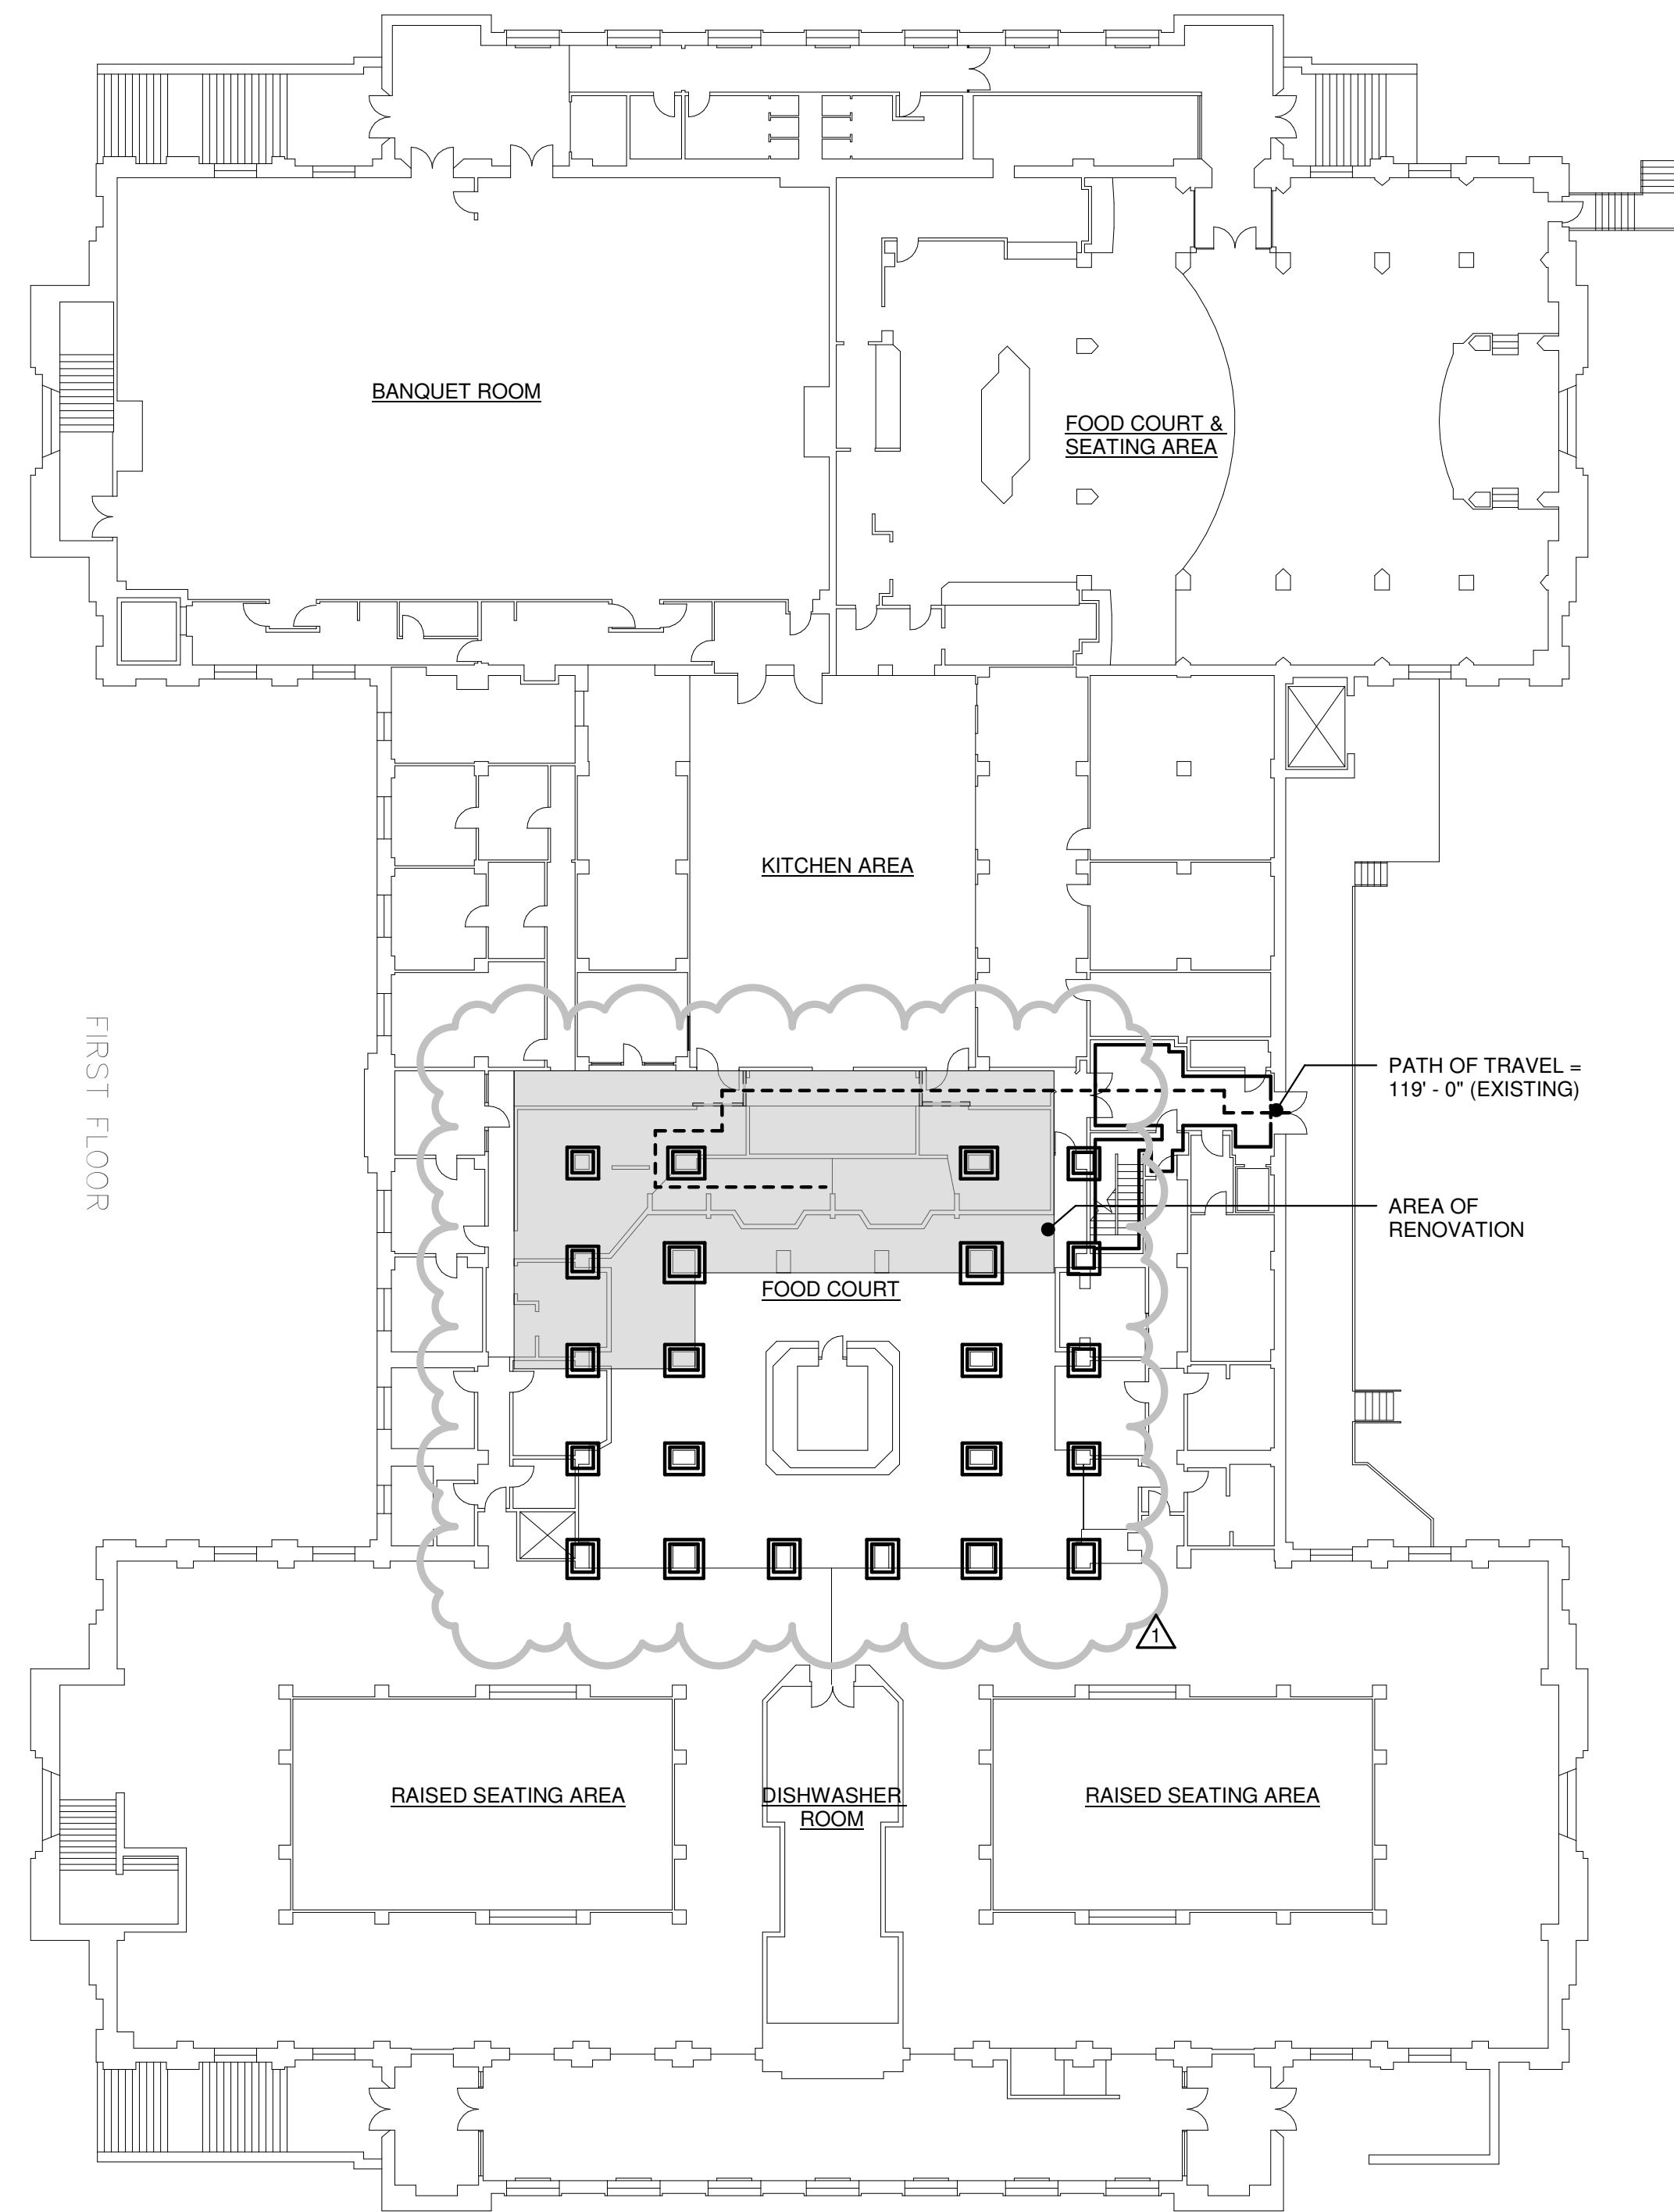 BANQUET ROOM
FOOD COURT &
SEATING AREA
KITCHEN AREA
FIRST FLOOR
PATH OF TRAVEL =
119' - 0" (EXISTING)
AREA OF
RENOVATION
FOOD COURT
1
RAISED SEATING AREA
DISHWASHER
ROOM
RAISED SEATING AREA